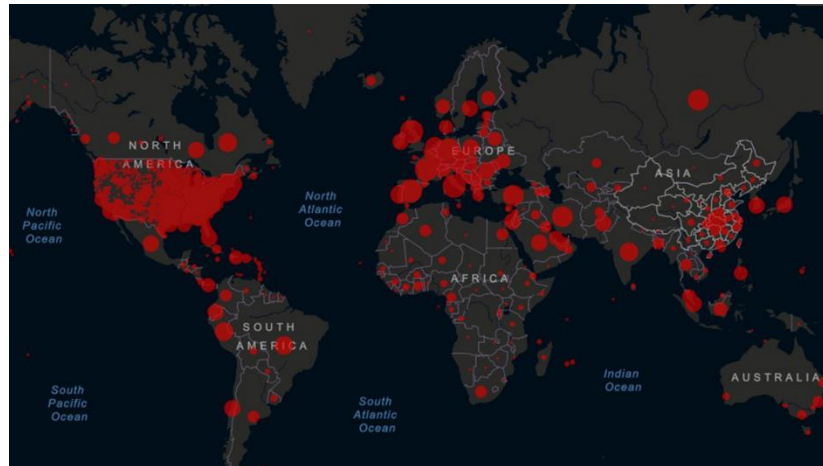 NORTH
AMERICA
EUROPE
ASIA
North
Pacific
Ocean
North
Atlantic
Ocean
AFRICA
SOUTH
AMERICA
Indian
Ocean
AUSTRALIA
South
Pacific
Ocean
South
Atlantic
Ocean